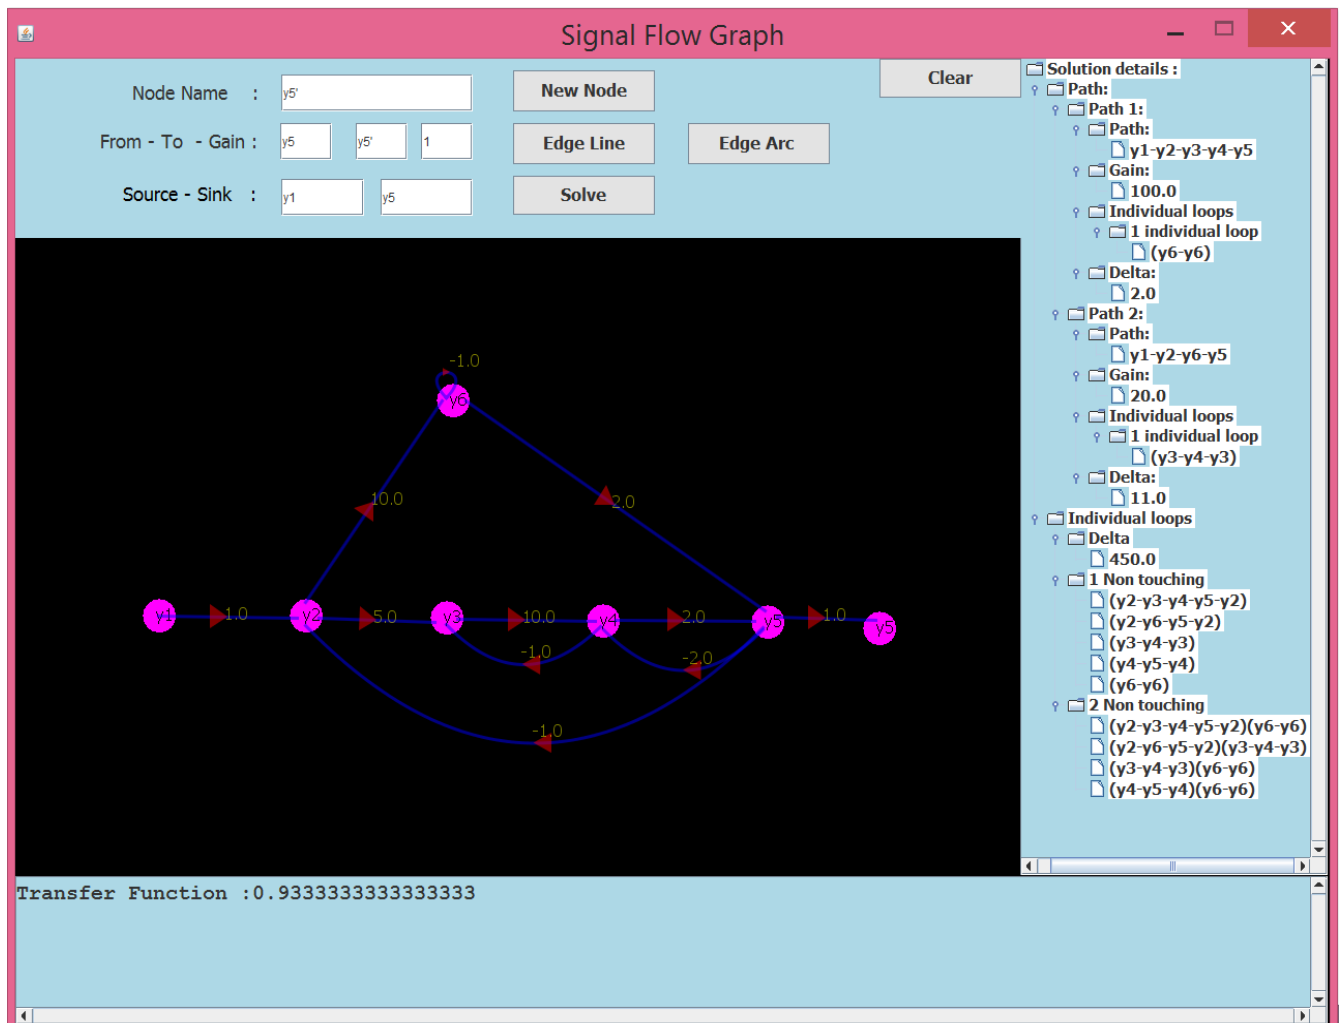 Signal Flow Graph
Node Name : y5' New Node Clear
From - To - Gain : y5 y5' 1 Edge Line Edge Arc
Source - Sink : y1 y5 Solve
-1.0
y6
10.0
2.0
y1 1.0 y2 5.0 y3 10.0 y4 2.0 y5 1.0 y5
-1.0 -2.0
-1.0
Solution details :
Path:
Path 1:
Path:
y1-y2-y3-y4-y5
Gain:
100.0
Individual loops
1 individual loop
(y6-y6)
Delta:
2.0
Path 2:
Path:
y1-y2-y6-y5
Gain:
20.0
Individual loops
1 individual loop
(y3-y4-y3)
Delta:
11.0
Individual loops
Delta
450.0
1 Non touching
(y2-y3-y4-y5-y2)
(y2-y6-y5-y2)
(y3-y4-y3)
(y4-y5-y4)
(y6-y6)
2 Non touching
(y2-y3-y4-y5-y2)(y6-y6)
(y2-y6-y5-y2)(y3-y4-y3)
(y3-y4-y3)(y6-y6)
(y4-y5-y4)(y6-y6)
Transfer Function :0.9333333333333333